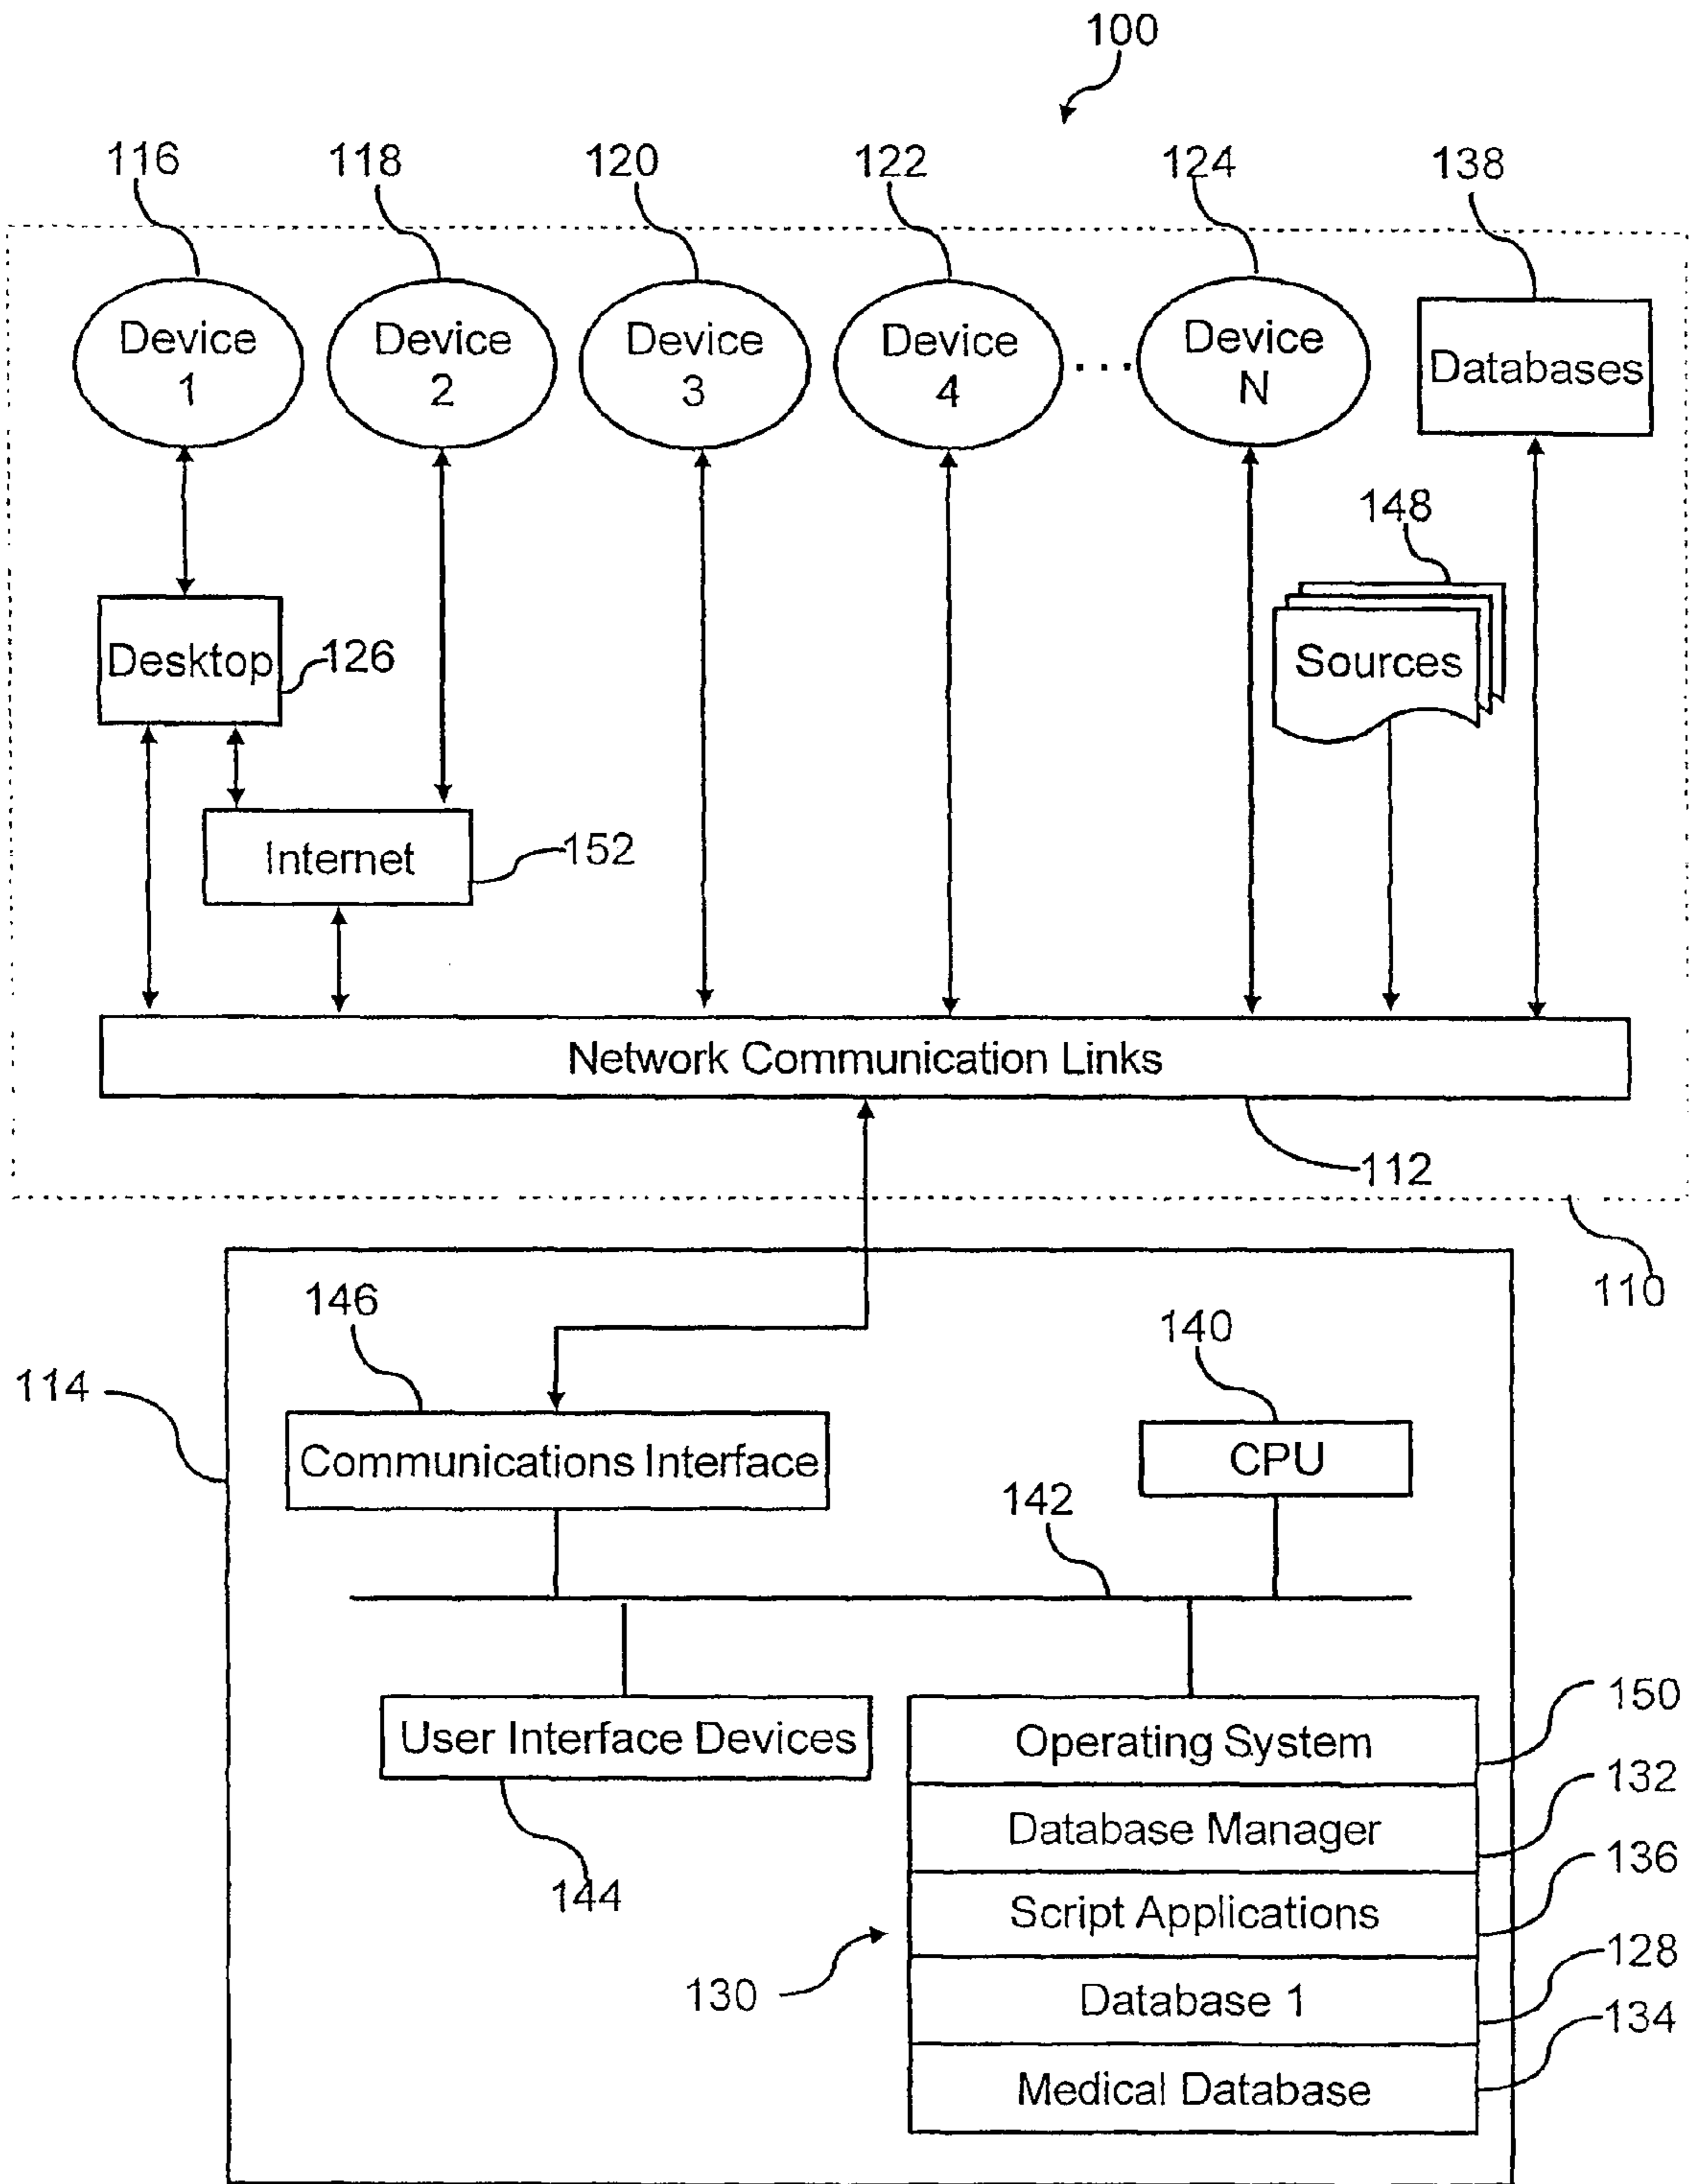 100
116
118
120
122
124
138
Device
1
Device
2
Device
3
Device
4
...
Device
N
Databases
148
Desktop
126
Sources
Internet
152
Network Communication Links
112
110
146
140
114
Communications Interface
CPU
142
User Interface Devices
144
Operating System
150
Database Manager
132
Script Applications
136
130
Database 1
128
Medical Database
134